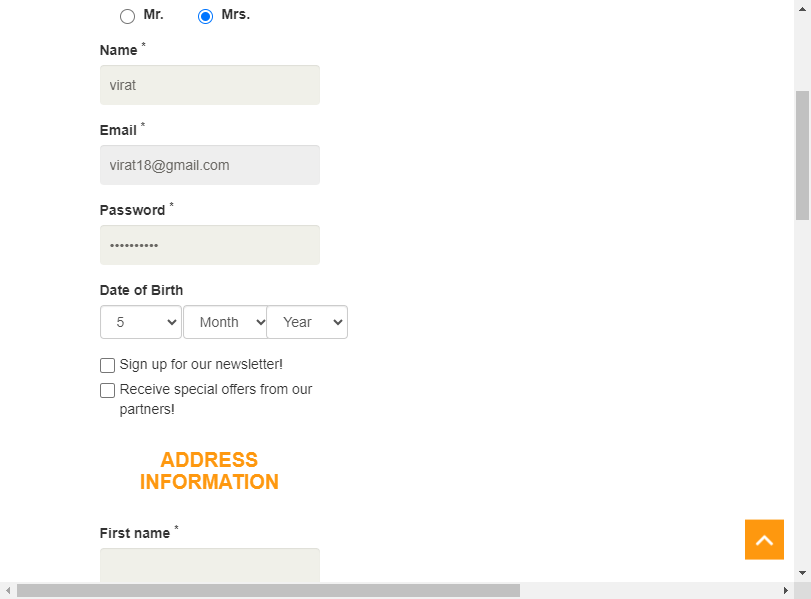 Mr. Mrs.
Name *
virat
Email *
virat18@gmail.com
Password *
••••••••••
Date of Birth
5 Month Year
Sign up for our newsletter!
Receive special offers from our
partners!
ADDRESS
INFORMATION
First name *